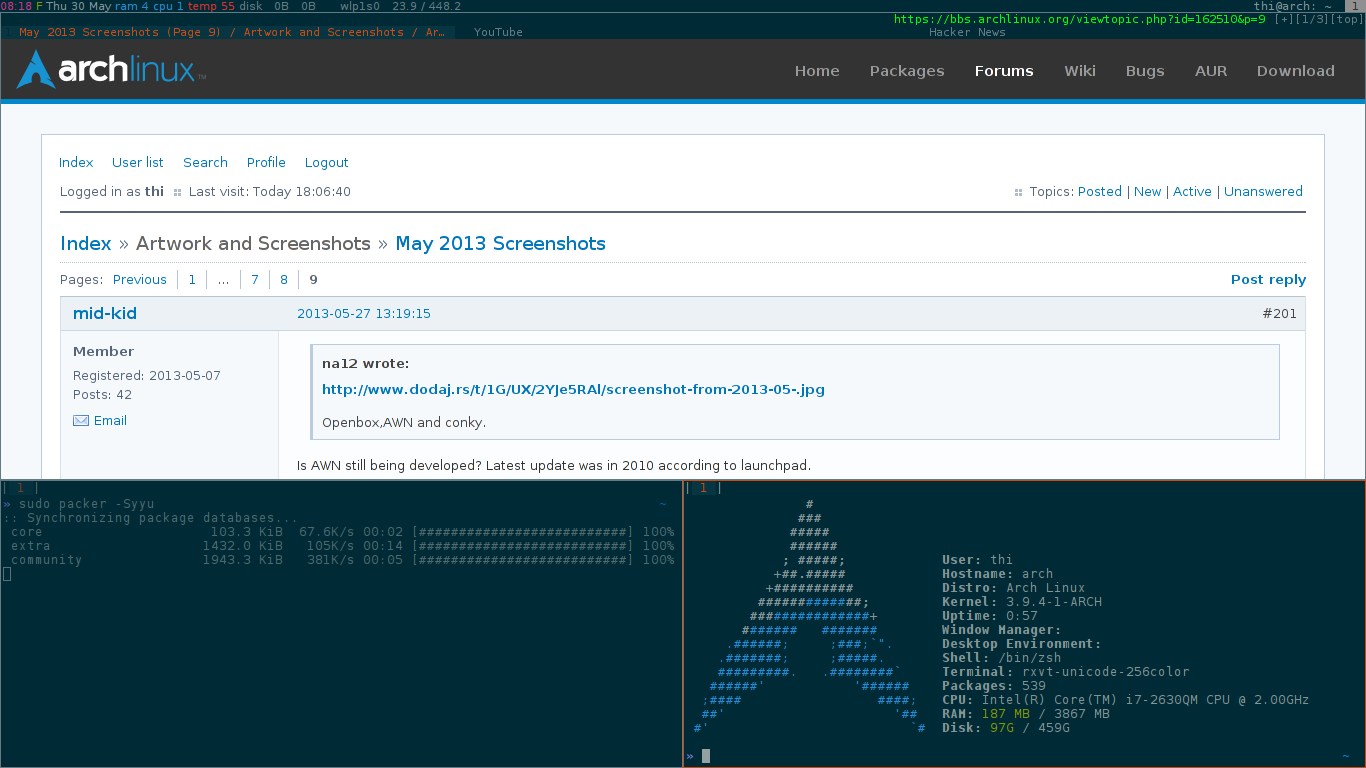 08:18 F Thu 30 May ram 4 cpu 1 temp 55 disk 0B 0B wlp1s0 23.9 / 448.2 thi@arch: ~ 1
https://bbs.archlinux.org/viewtopic.php?id=162510&p=9 [+][1/3][top]
May 2013 Screenshots (Page 9) / Artwork and Screenshots / Ar… YouTube Hacker News
archlinux™ Home Packages Forums Wiki Bugs AUR Download
Index User list Search Profile Logout
Logged in as thi Last visit: Today 18:06:40 Topics: Posted | New | Active | Unanswered
Index » Artwork and Screenshots » May 2013 Screenshots
Pages: Previous 1 … 7 8 9 Post reply
mid-kid 2013-05-27 13:19:15 #201
Member
Registered: 2013-05-07
Posts: 42
Email
na12 wrote:
http://www.dodaj.rs/t/1G/UX/2YJe5RAl/screenshot-from-2013-05-.jpg
Openbox,AWN and conky.
Is AWN still being developed? Latest update was in 2010 according to launchpad.
| 1 |
» sudo packer -Syyu ~
:: Synchronizing package databases...
core 103.3 KiB 67.6K/s 00:02 [##########################] 100%
extra 1432.0 KiB 105K/s 00:14 [##########################] 100%
community 1943.3 KiB 381K/s 00:05 [##########################] 100%
| 1 |
User: thi
Hostname: arch
Distro: Arch Linux
Kernel: 3.9.4-1-ARCH
Uptime: 0:57
Window Manager:
Desktop Environment:
Shell: /bin/zsh
Terminal: rxvt-unicode-256color
Packages: 539
CPU: Intel(R) Core(TM) i7-2630QM CPU @ 2.00GHz
RAM: 187 MB / 3867 MB
Disk: 97G / 459G
» ~